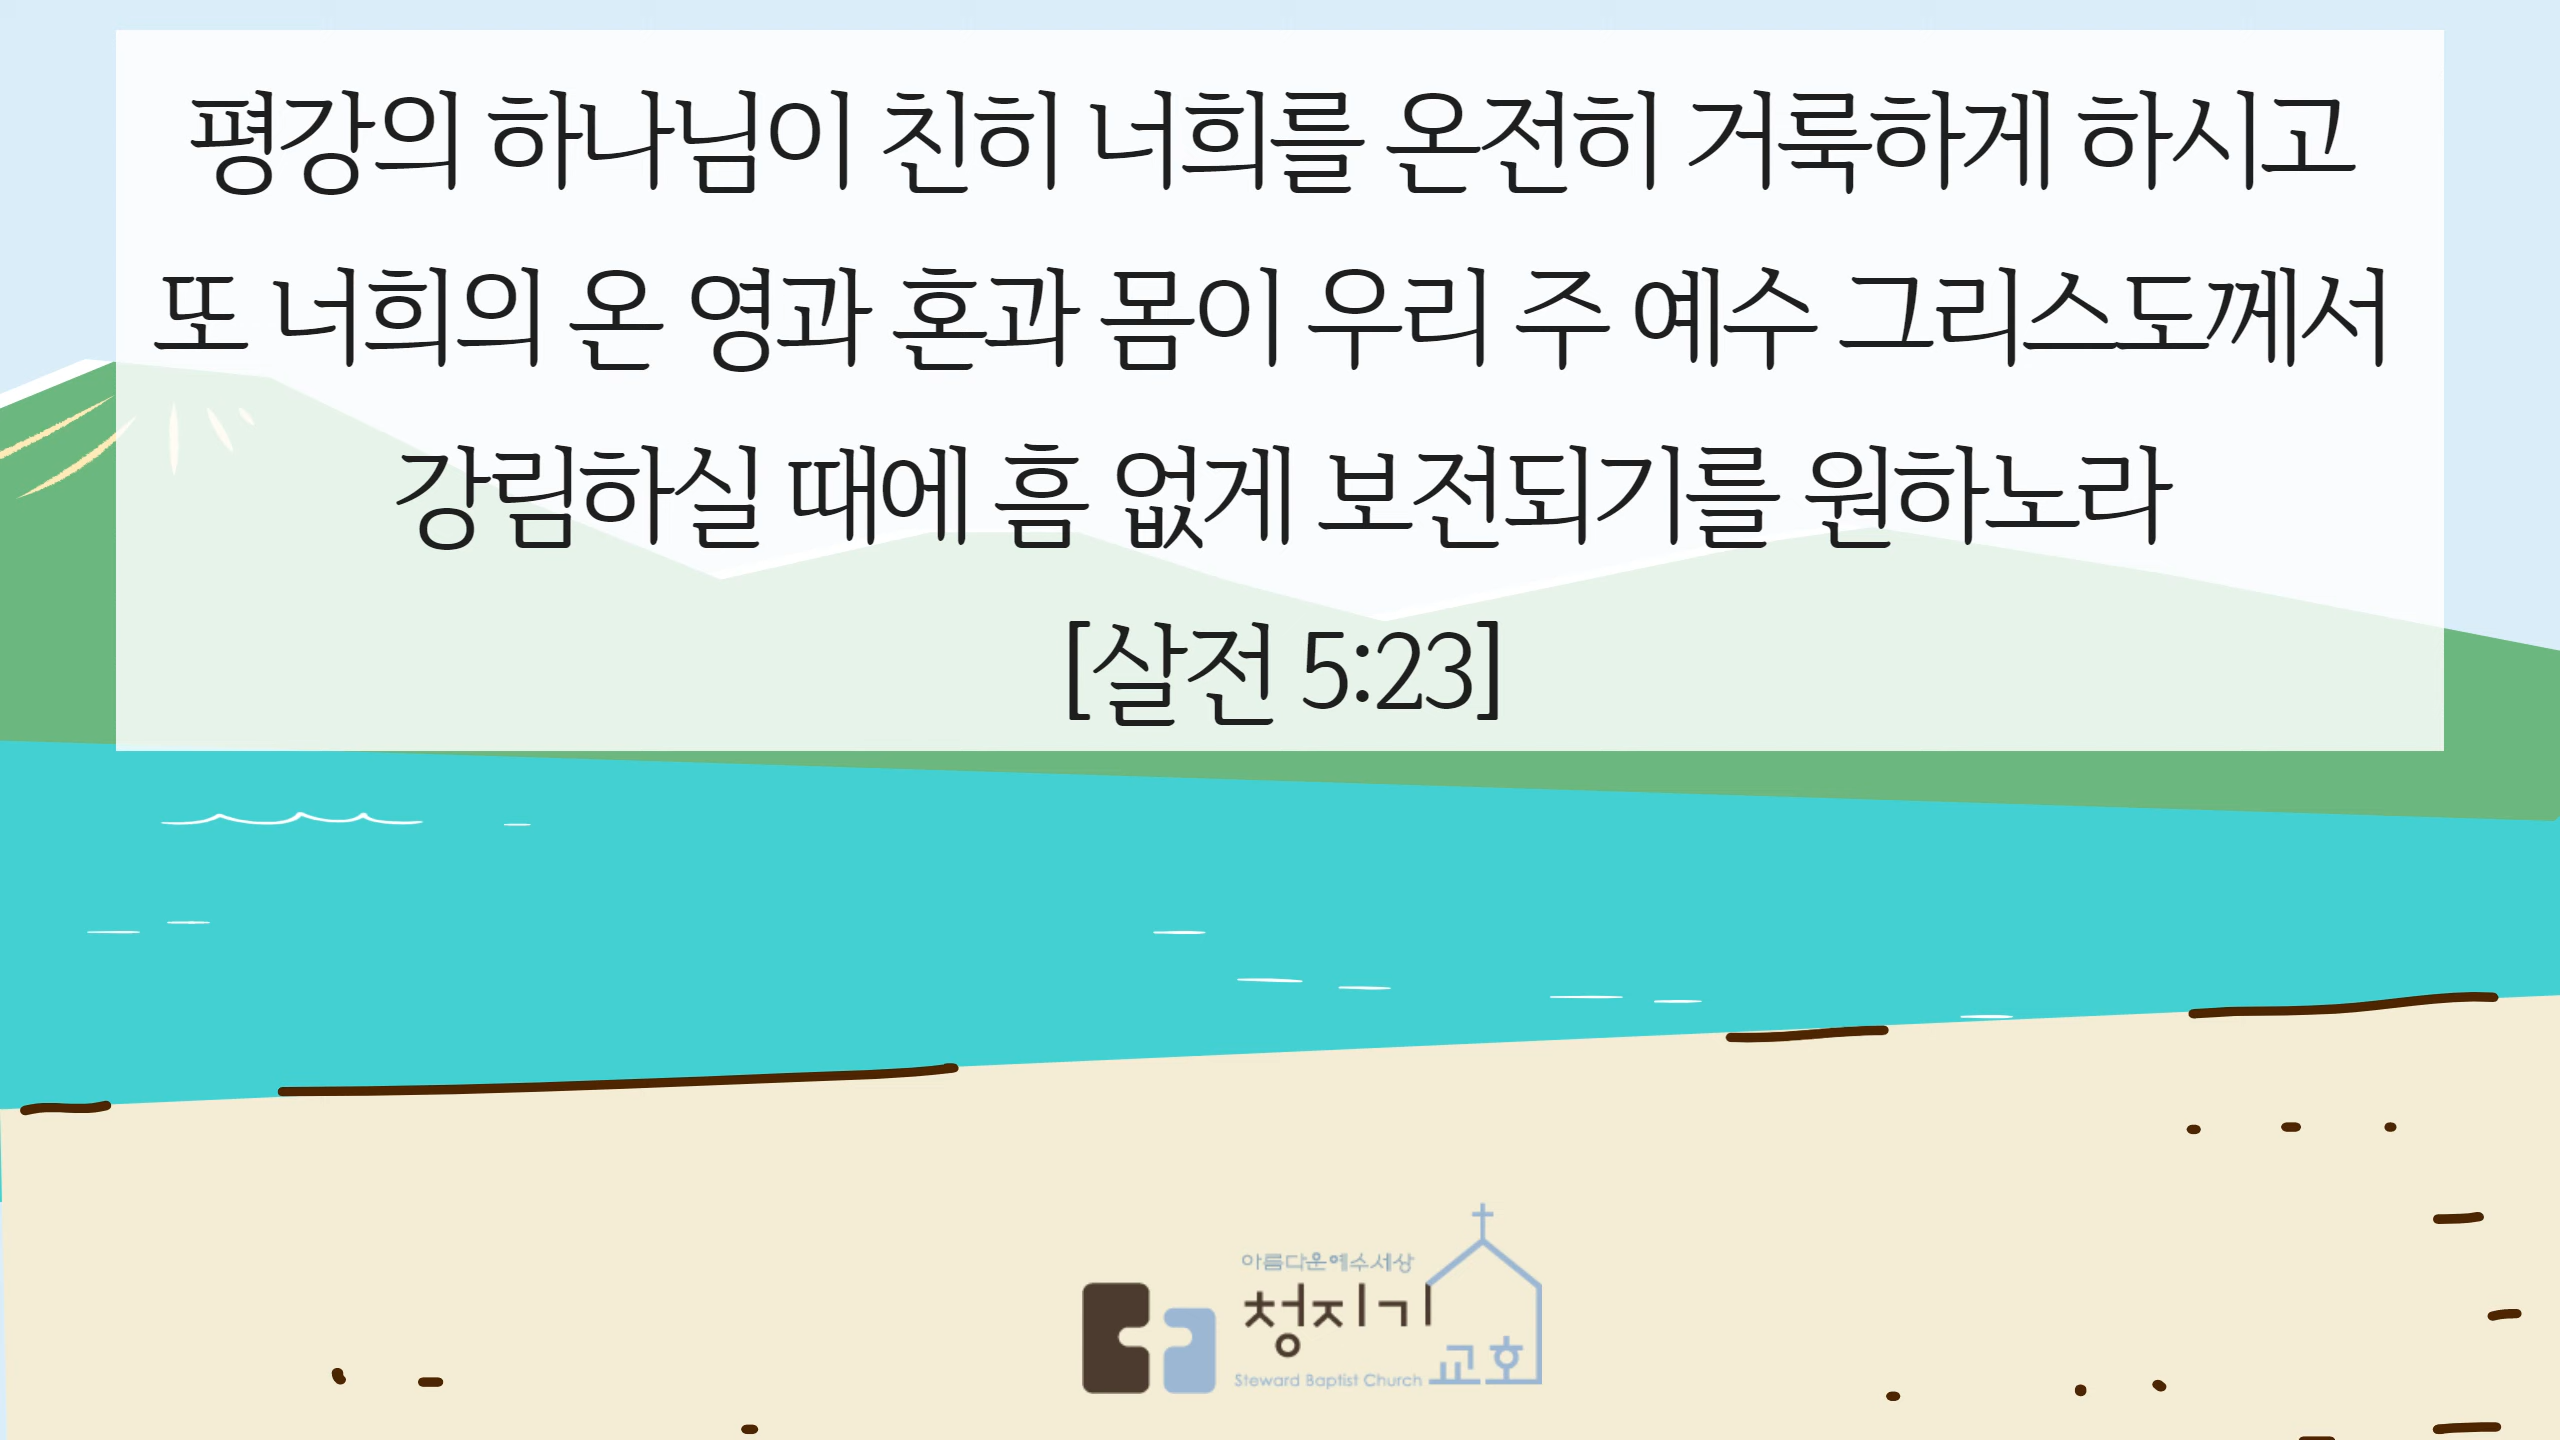 평강의 하나님이 친히 너희를 온전히 거룩하게 하시고
또 너희의 온 영과 혼과 몸이 우리 주 예수 그리스도께서
강림하실 때에 흠 없게 보전되기를 원하노라
[살전 5:23]
아름다운예수세상
청지기
교회
Steward Baptist Church